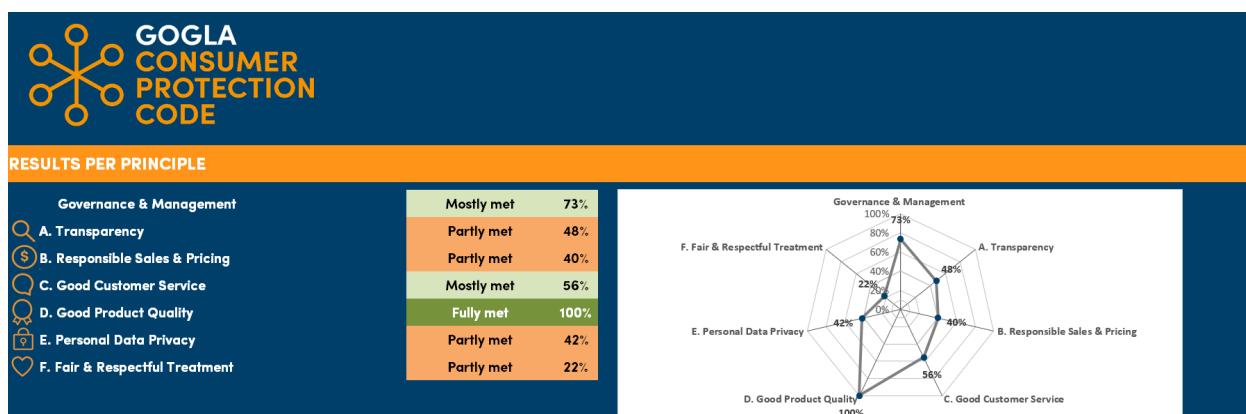 GOGLA
CONSUMER
PROTECTION
CODE
RESULTS PER PRINCIPLE
Governance & Management Mostly met 73%
A. Transparency Partly met 48%
$ B. Responsible Sales & Pricing Partly met 40%
C. Good Customer Service Mostly met 56%
D. Good Product Quality Fully met 100%
E. Personal Data Privacy Partly met 42%
F. Fair & Respectful Treatment Partly met 22%
Governance & Management
100%
73%
80%
F. Fair & Respectful Treatment
A. Transparency
60%
48%
40%
22%
20%
0%
42%
40%
E. Personal Data Privacy
B. Responsible Sales & Pricing
56%
D. Good Product Quality
C. Good Customer Service
100%